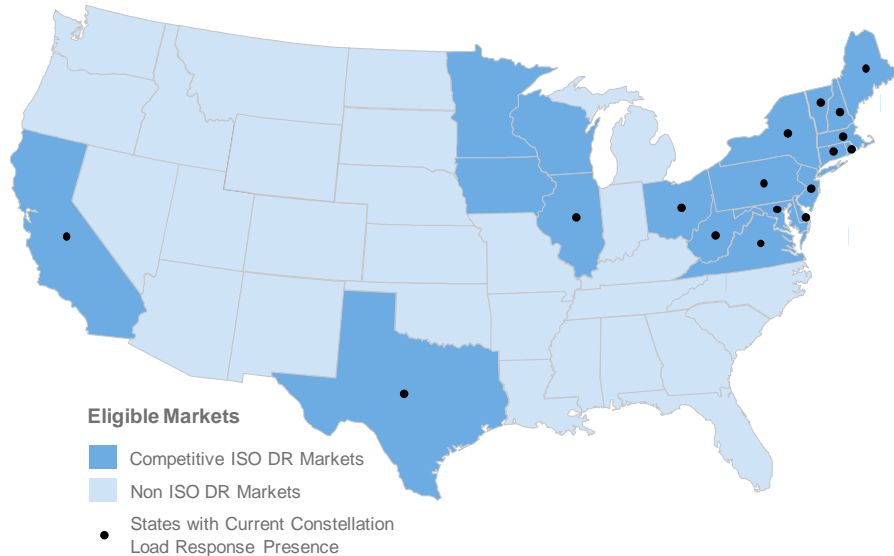 Eligible Markets
Competitive ISO DR Markets
Non ISO DR Markets
States with Current Constellation
Load Response Presence